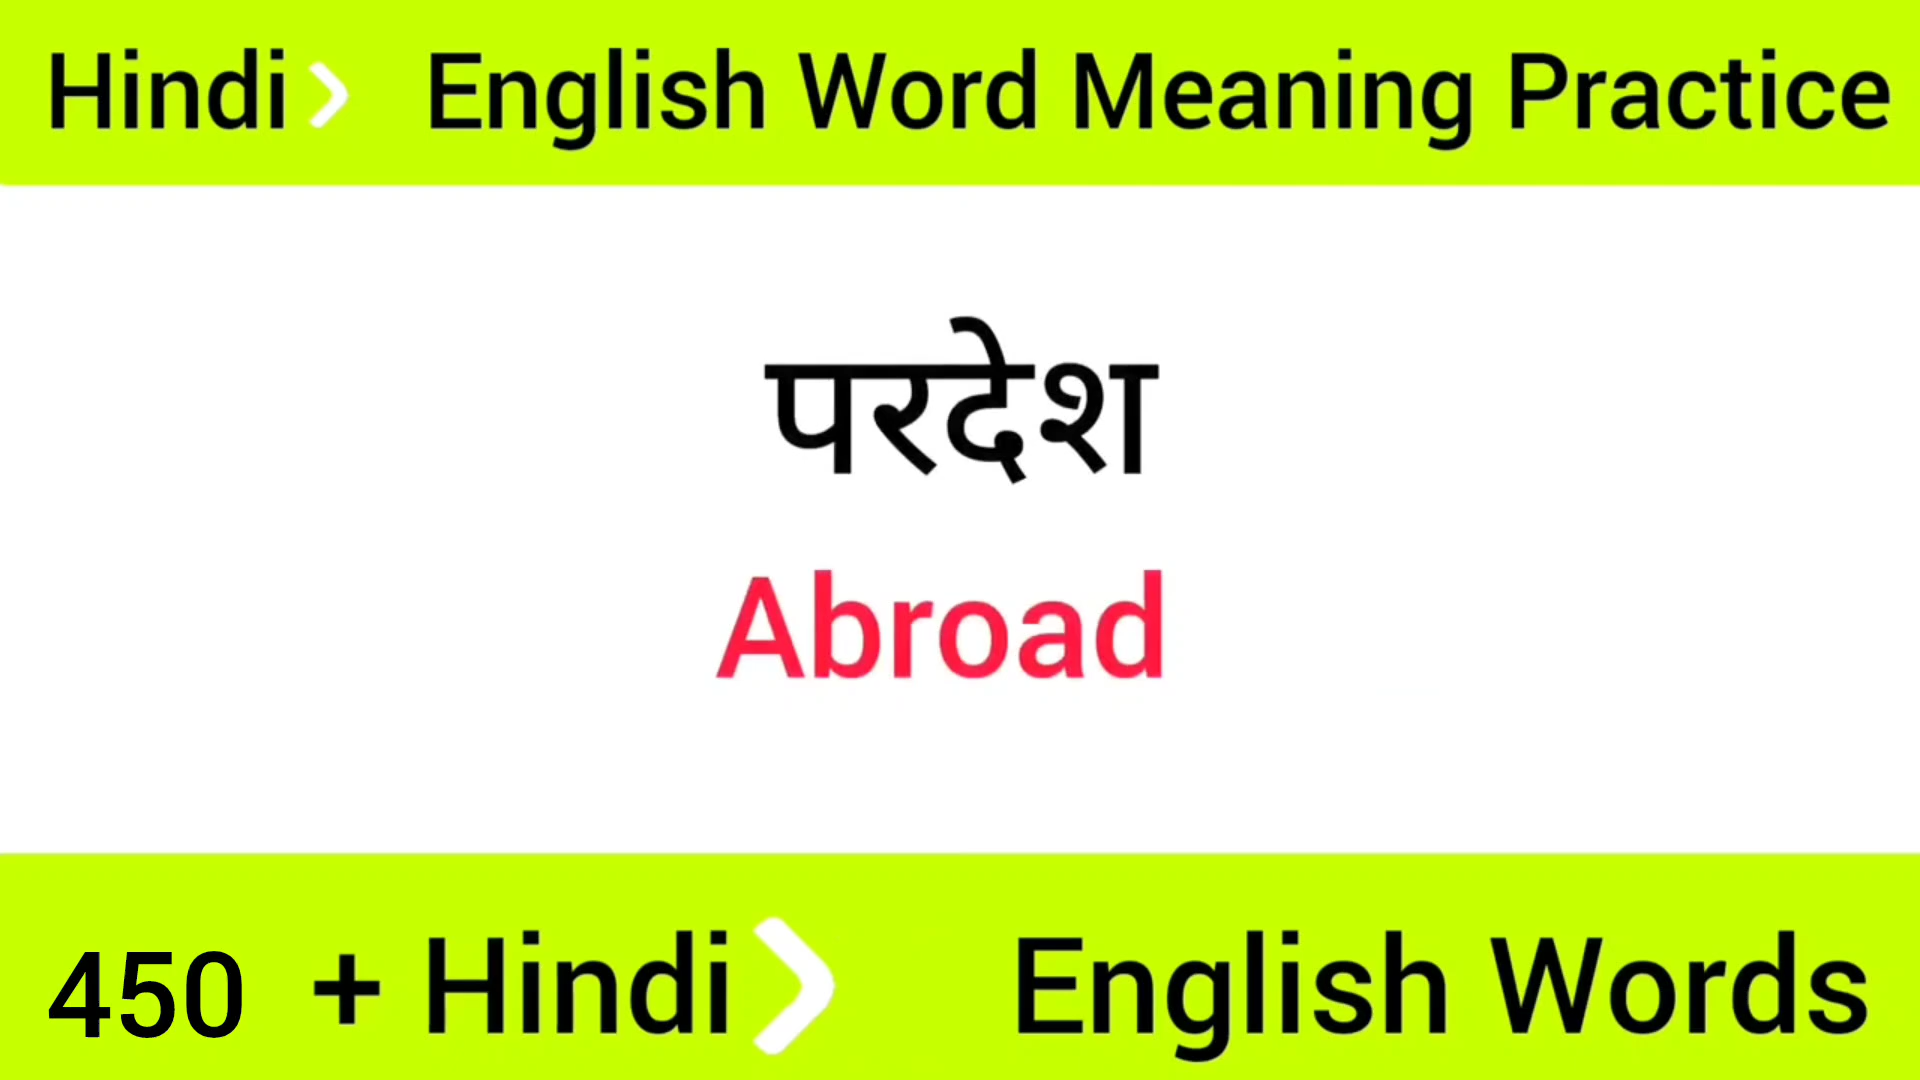 Hindi > English Word Meaning Practice
परदेश
Abroad
450 + Hindi > English Words